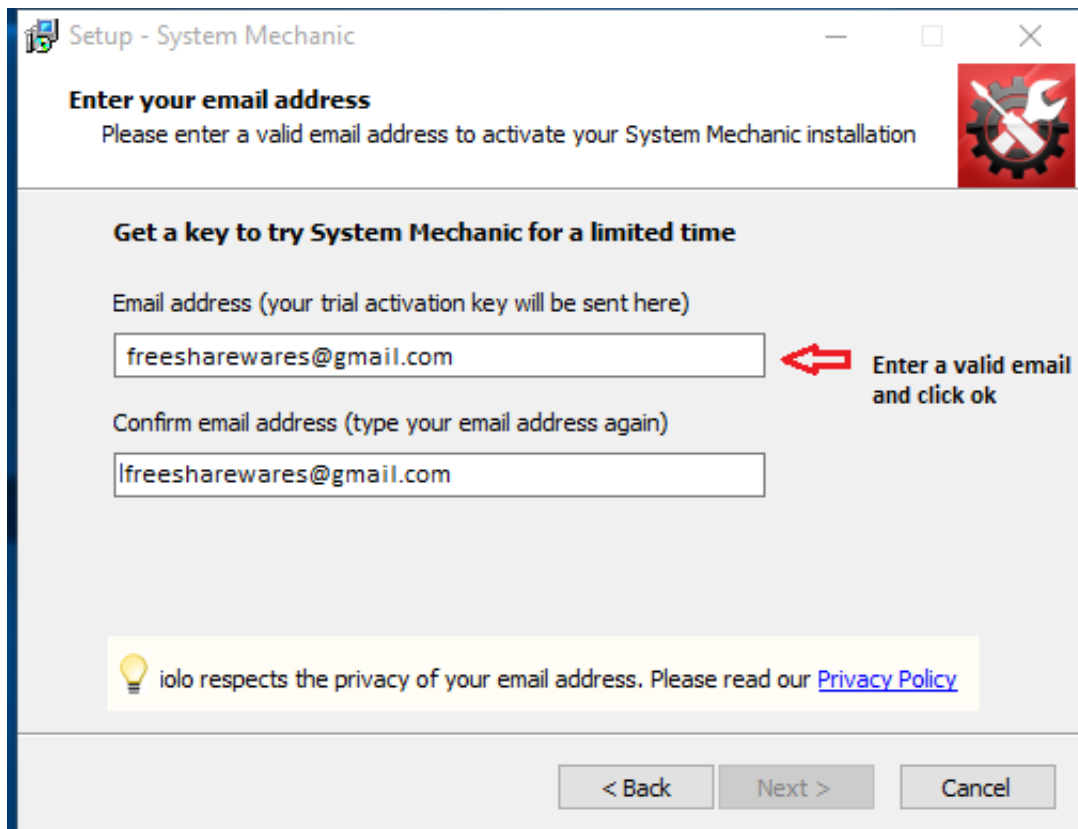 Setup - System Mechanic
Enter your email address
Please enter a valid email address to activate your System Mechanic installation
Get a key to try System Mechanic for a limited time
Email address (your trial activation key will be sent here)
freesharewares@gmail.com
Enter a valid email
and click ok
Confirm email address (type your email address again)
freesharewares@gmail.com
iolo respects the privacy of your email address. Please read our Privacy Policy
< Back
Next >
Cancel